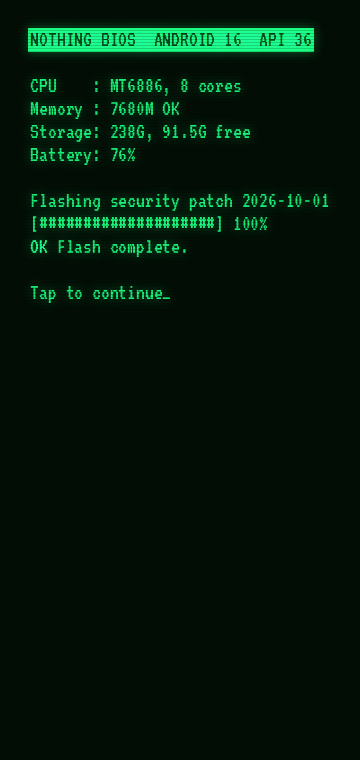 NOTHING BIOS  ANDROID 16  API 36
CPU    : MT6886, 8 cores
Memory : 7680M OK
Storage: 238G, 91.5G free
Battery: 76%
Flashing security patch 2026-10-01
[####################] 100%
OK Flash complete.
Tap to continue_